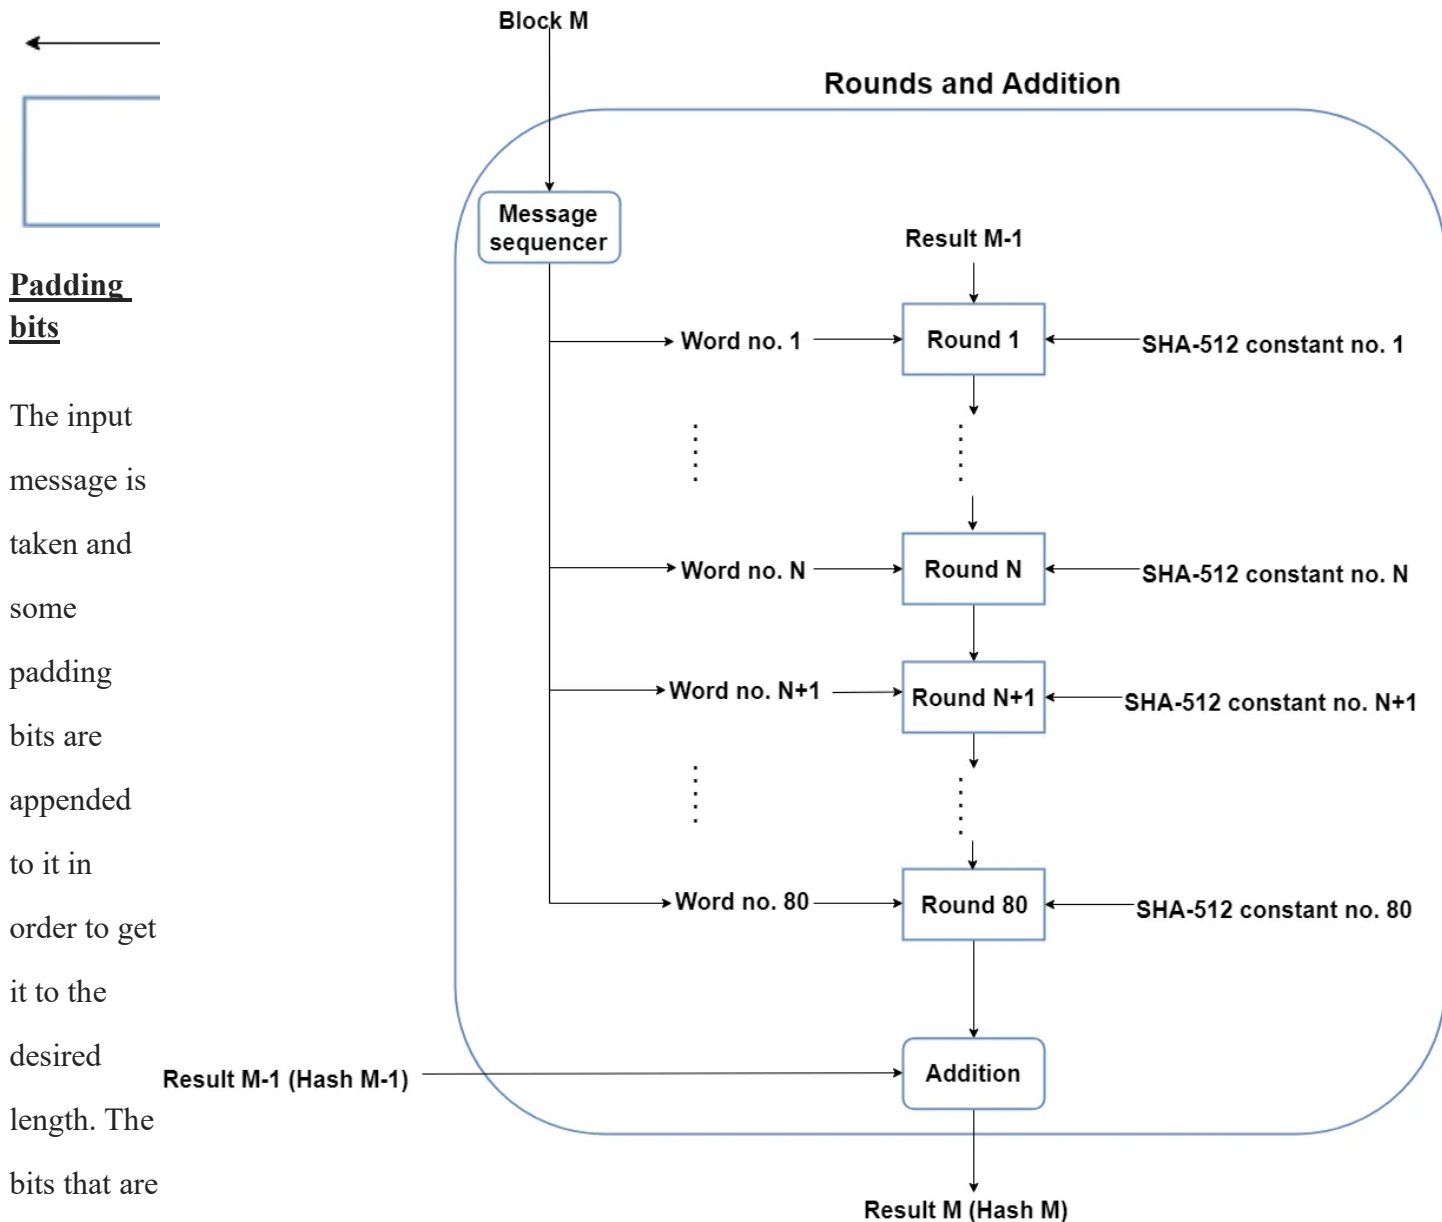 Padding
bits
The input
message is
taken and
some
padding
bits are
appended
to it in
order to get
it to the
desired
length. The
bits that are
Block M
Rounds and Addition
Message
sequencer
Result M-1
Word no. 1
Round 1
SHA-512 constant no. 1
Word no. N
Round N
SHA-512 constant no. N
Word no. N+1
Round N+1
SHA-512 constant no. N+1
Word no. 80
Round 80
SHA-512 constant no. 80
Result M-1 (Hash M-1)
Addition
Result M (Hash M)